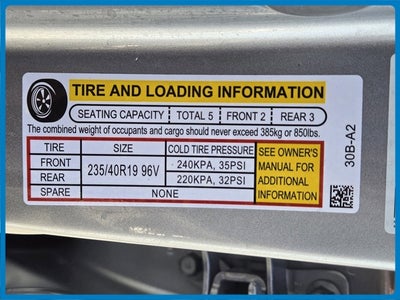 TIRE AND LOADING INFORMATION
SEATING CAPACITY TOTAL 5 FRONT 2 REAR 3
The combined weight of occupants and cargo should never exceed 385kg or 850lbs.
TIRE SIZE COLD TIRE PRESSURE
FRONT 235/40R19 96V 240KPA, 35PSI
REAR 220KPA, 32PSI
SPARE NONE
SEE OWNER'S
MANUAL FOR
ADDITIONAL
INFORMATION
30B-A2